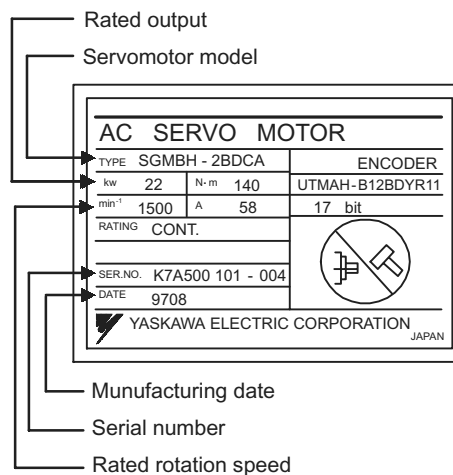 Rated output
Servomotor model
AC SERVO MOTOR
TYPE SGMBH - 2BDCA
ENCODER
kw 22 N·m 140
UTMAH-B12BDYR11
min-1 1500 A 58
17 bit
RATING CONT.
SER.NO. K7A500 101 - 004
DATE 9708
YASKAWA ELECTRIC CORPORATION
JAPAN
Munufacturing date
Serial number
Rated rotation speed